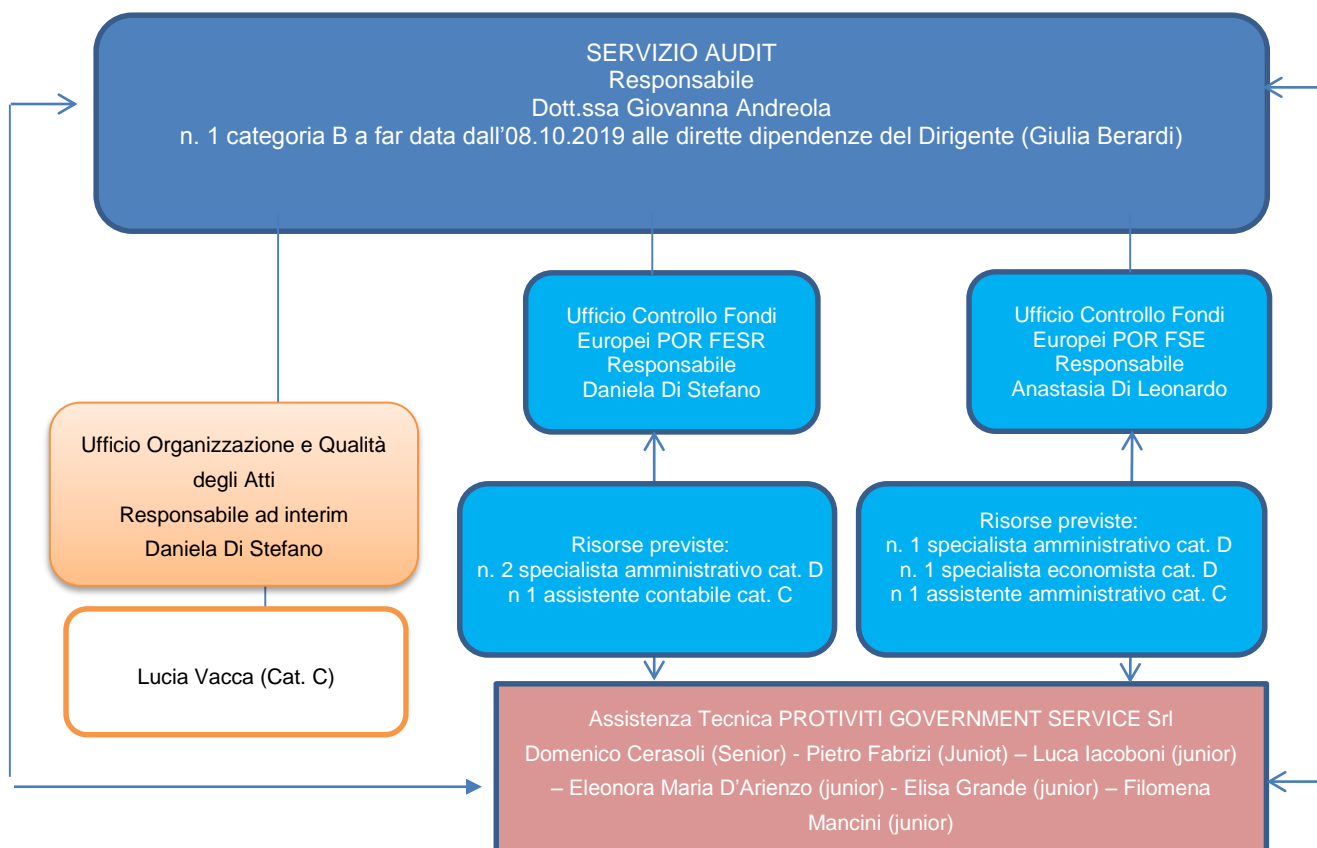 SERVIZIO AUDIT
Responsabile
Dott.ssa Giovanna Andreola
n. 1 categoria B a far data dall'08.10.2019 alle dirette dipendenze del Dirigente (Giulia Berardi)
Ufficio Controllo Fondi
Europei POR FESR
Responsabile
Daniela Di Stefano
Ufficio Controllo Fondi
Europei POR FSE
Responsabile
Anastasia Di Leonardo
Ufficio Organizzazione e Qualità
degli Atti
Responsabile ad interim
Daniela Di Stefano
Risorse previste:
n. 2 specialista amministrativo cat. D
n 1 assistente contabile cat. C
Risorse previste:
n. 1 specialista amministrativo cat. D
n. 1 specialista economista cat. D
n 1 assistente amministrativo cat. C
Lucia Vacca (Cat. C)
Assistenza Tecnica PROTIVITI GOVERNMENT SERVICE Srl
Domenico Cerasoli (Senior) - Pietro Fabrizi (Juniot) – Luca Iacoboni (junior)
– Eleonora Maria D'Arienzo (junior) - Elisa Grande (junior) – Filomena
Mancini (junior)